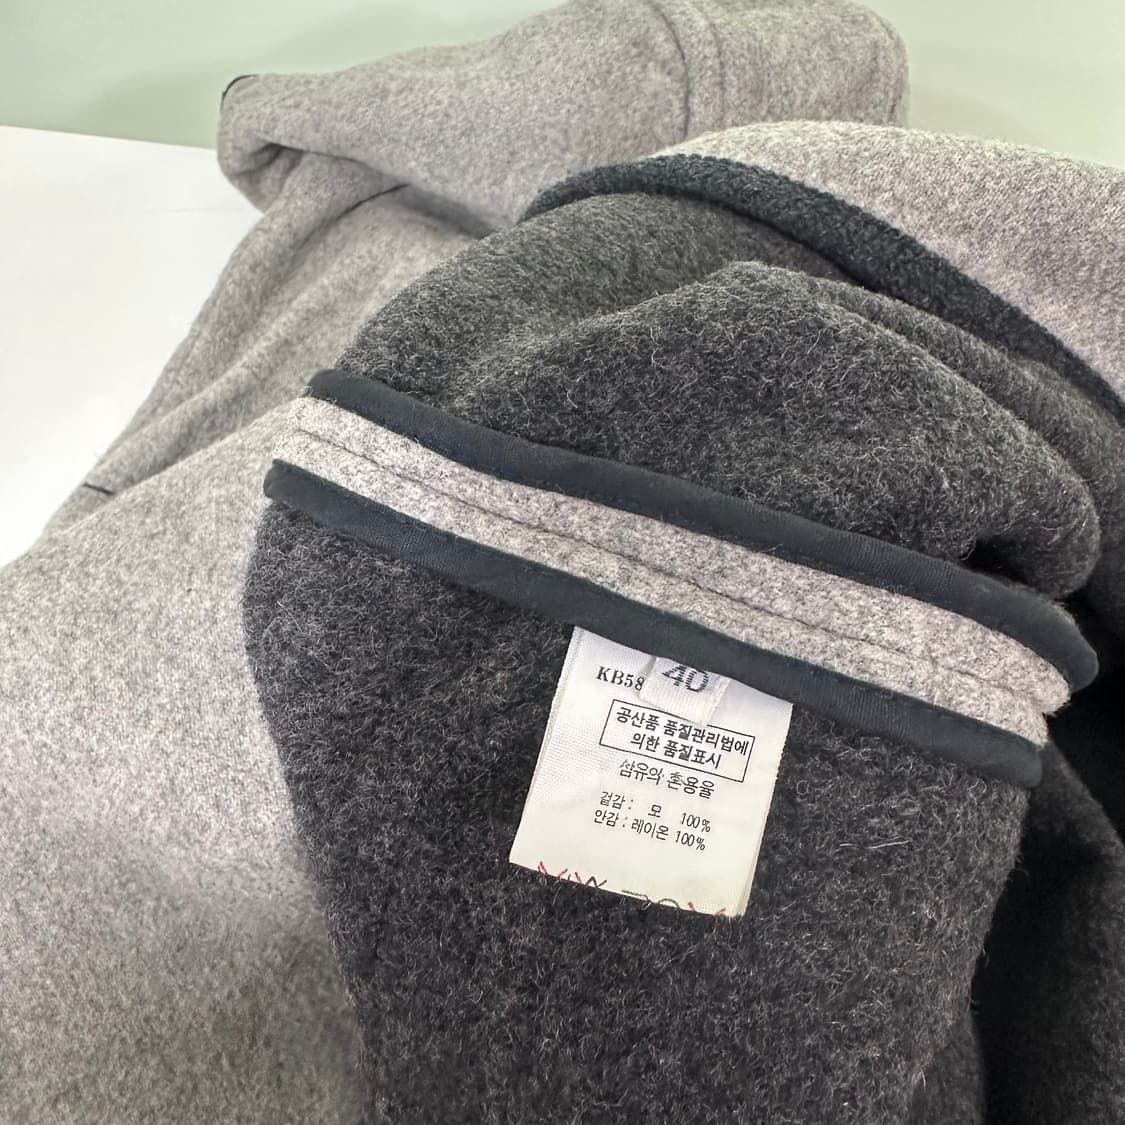 KB58
40
공산품 품질관리법에
의한 품질표시
섬유의 혼용율
겉감 : 모 100%
안감 : 레이온 100%